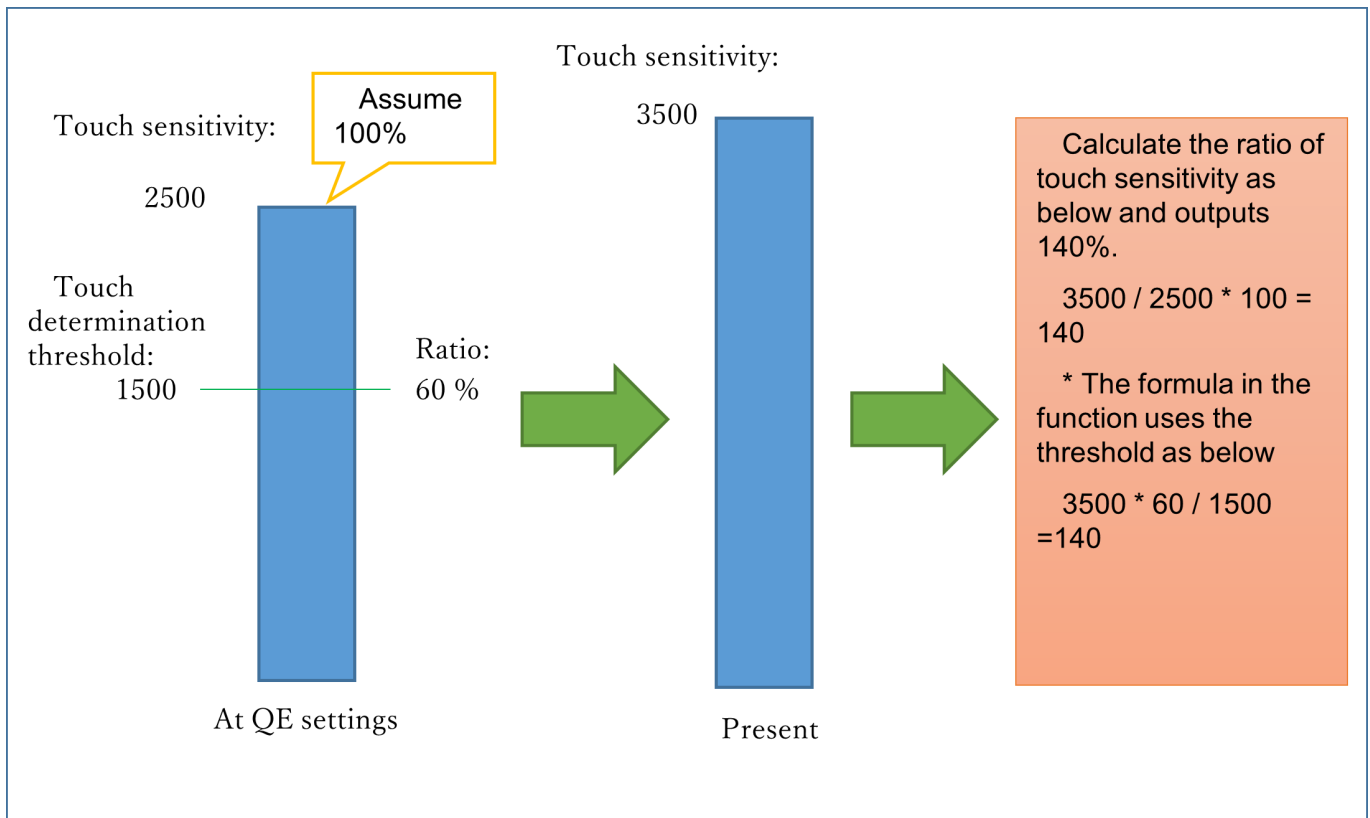 Touch sensitivity:
Assume
100%
Touch sensitivity:
2500
3500
Touch
determination
threshold:
1500
Ratio:
60 %
At QE settings
Present
Calculate the ratio of
touch sensitivity as
below and outputs
140%.
3500 / 2500 * 100 =
140
* The formula in the
function uses the
threshold as below
3500 * 60 / 1500
=140